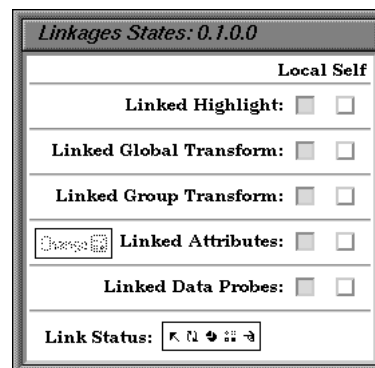 Linkages States: 0.1.0.0
Local Self
Linked Highlight:
Linked Global Transform:
Linked Group Transform:
Change Linked Attributes:
Linked Data Probes:
Link Status: